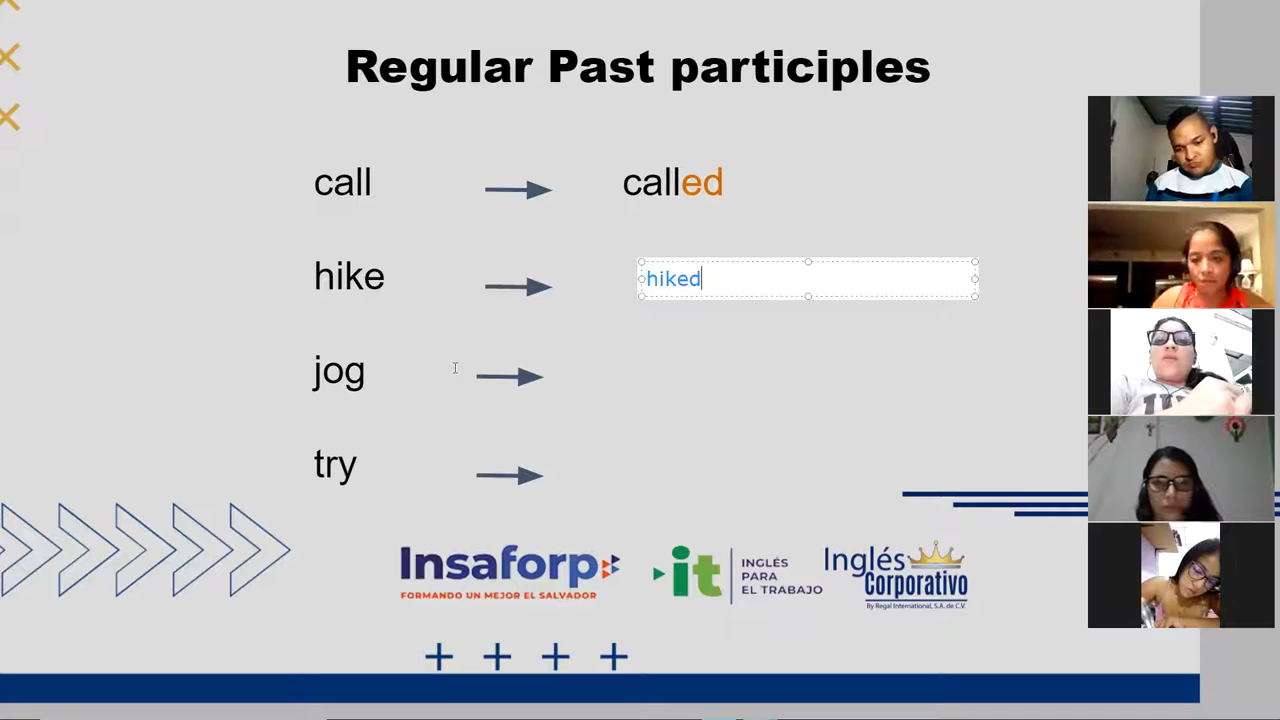 Regular Past participles
call called
hike hiked
jog
try
Insaforp
FORMANDO UN MEJOR EL SALVADOR
it INGLÉS
PARA
EL TRABAJO
Inglés
Corporativo
By Regal International, S.A. de C.V.